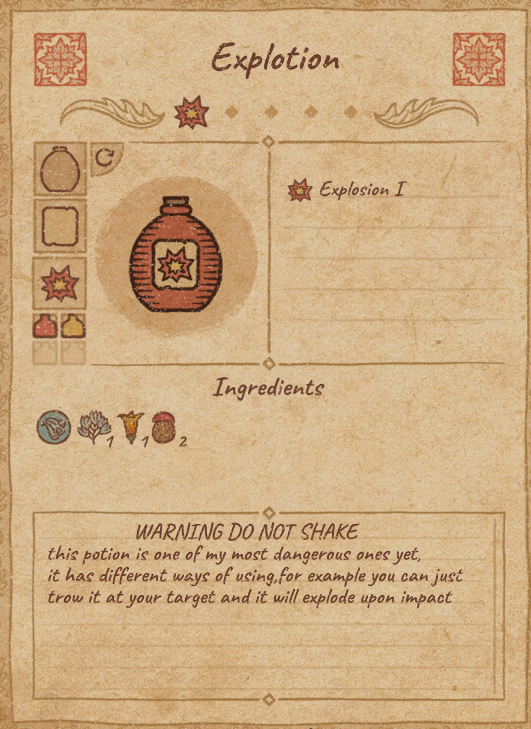 Explotion
Explosion I
Ingredients
1 1 2
WARNING DO NOT SHAKE
this potion is one of my most dangerous ones yet,
it has different ways of using,for example you can just
trow it at your target and it will explode upon impact